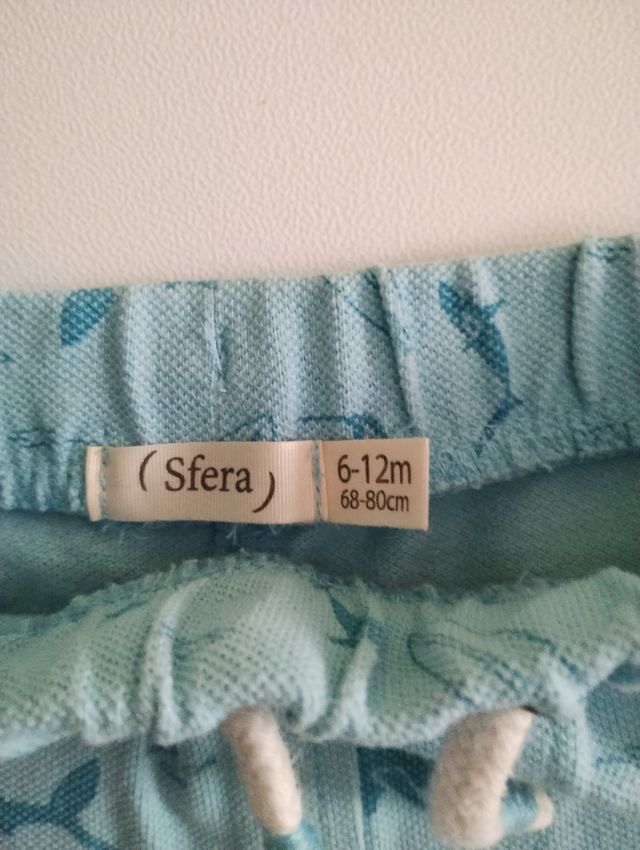 ( Sfera )
6-12m
68-80cm